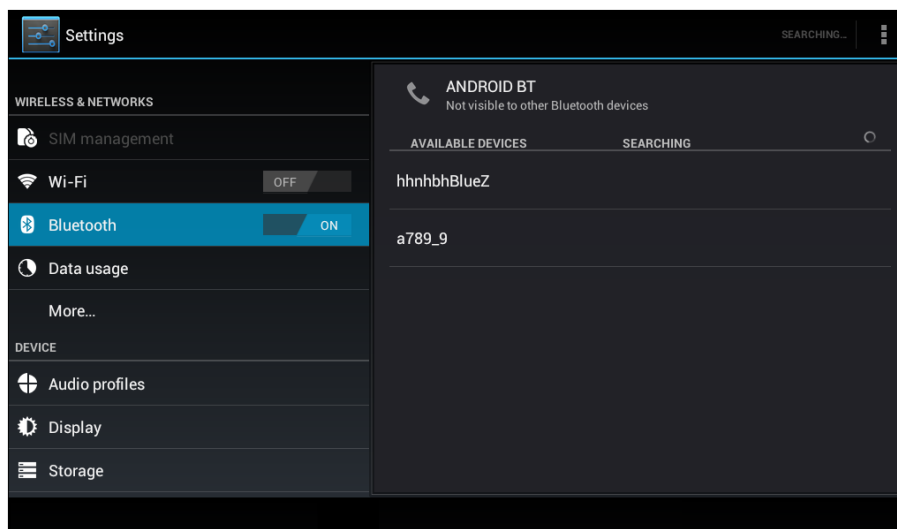 Settings
SEARCHING...
WIRELESS & NETWORKS
SIM management
Wi-Fi OFF
Bluetooth ON
Data usage
More...
DEVICE
Audio profiles
Display
Storage
ANDROID BT
Not visible to other Bluetooth devices
AVAILABLE DEVICES SEARCHING
hhnhbhBlueZ
a789_9